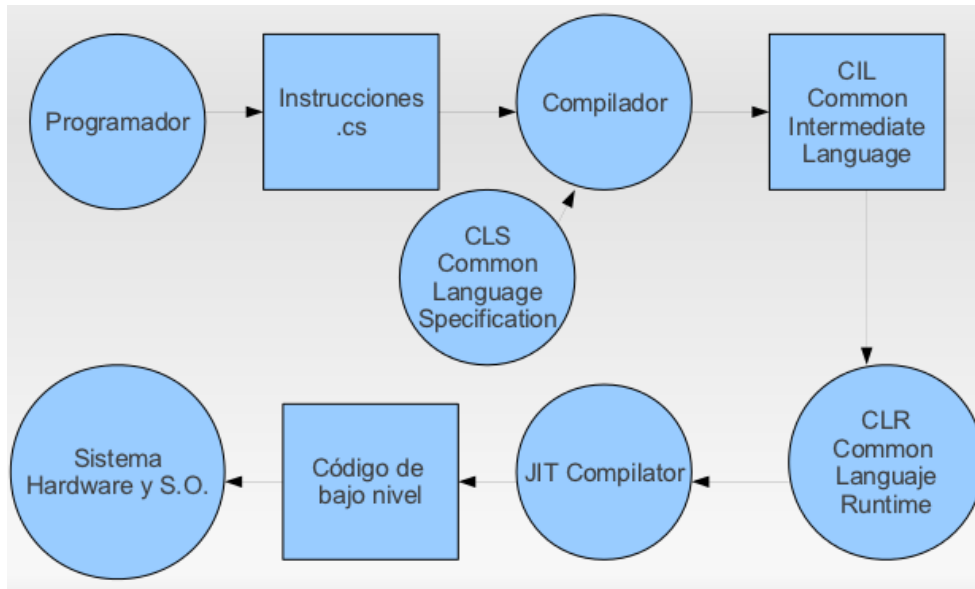 Programador
Instrucciones
.cs
Compilador
CIL
Common
Intermediate
Language
CLS
Common
Language
Specification
CLR
Common
Languaje
Runtime
JIT Compilator
Código de
bajo nivel
Sistema
Hardware y S.O.